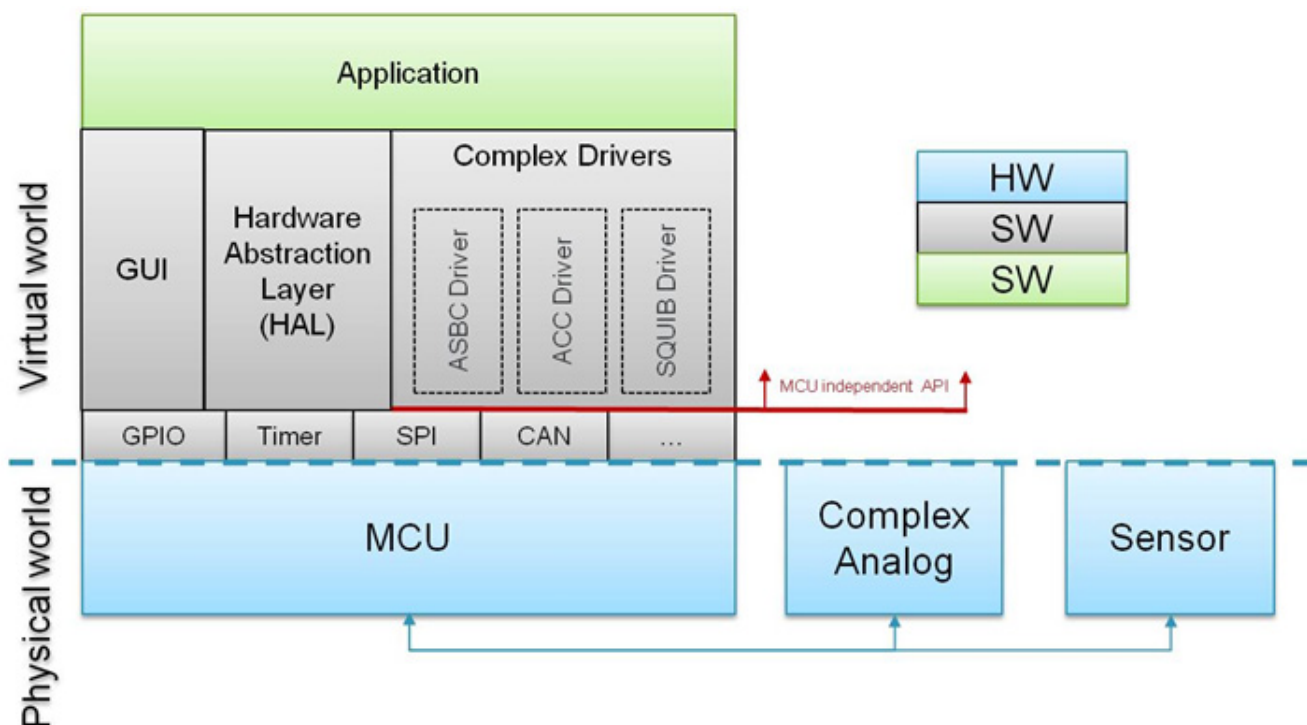 Application
Virtual world
GUI
Hardware
Abstraction
Layer
(HAL)
Complex Drivers
ASBC Driver
ACC Driver
SQUIB Driver
HW
SW
SW
MCU independent API
GPIO
Timer
SPI
CAN
...
Physical world
MCU
Complex
Analog
Sensor